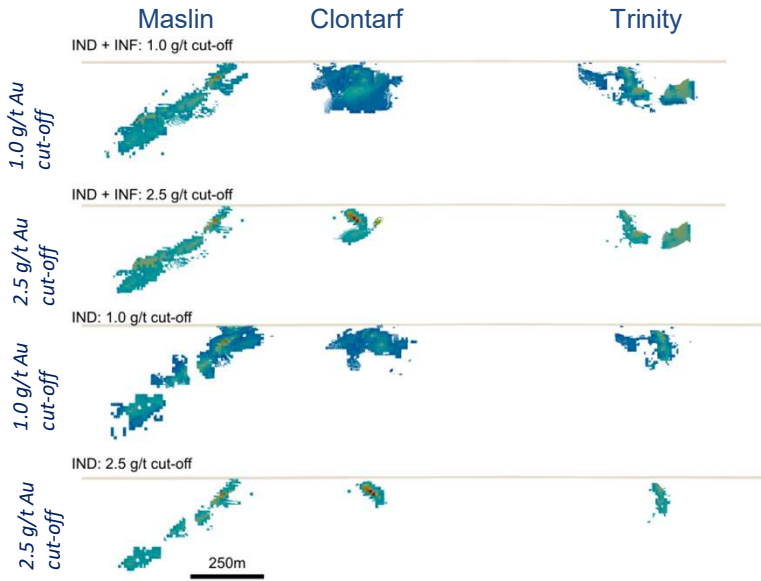 Maslin Clontarf Trinity
IND + INF: 1.0 g/t cut-off
1.0 g/t Au
cut-off
IND + INF: 2.5 g/t cut-off
2.5 g/t Au
cut-off
IND: 1.0 g/t cut-off
1.0 g/t Au
cut-off
IND: 2.5 g/t cut-off
2.5 g/t Au
cut-off
250m